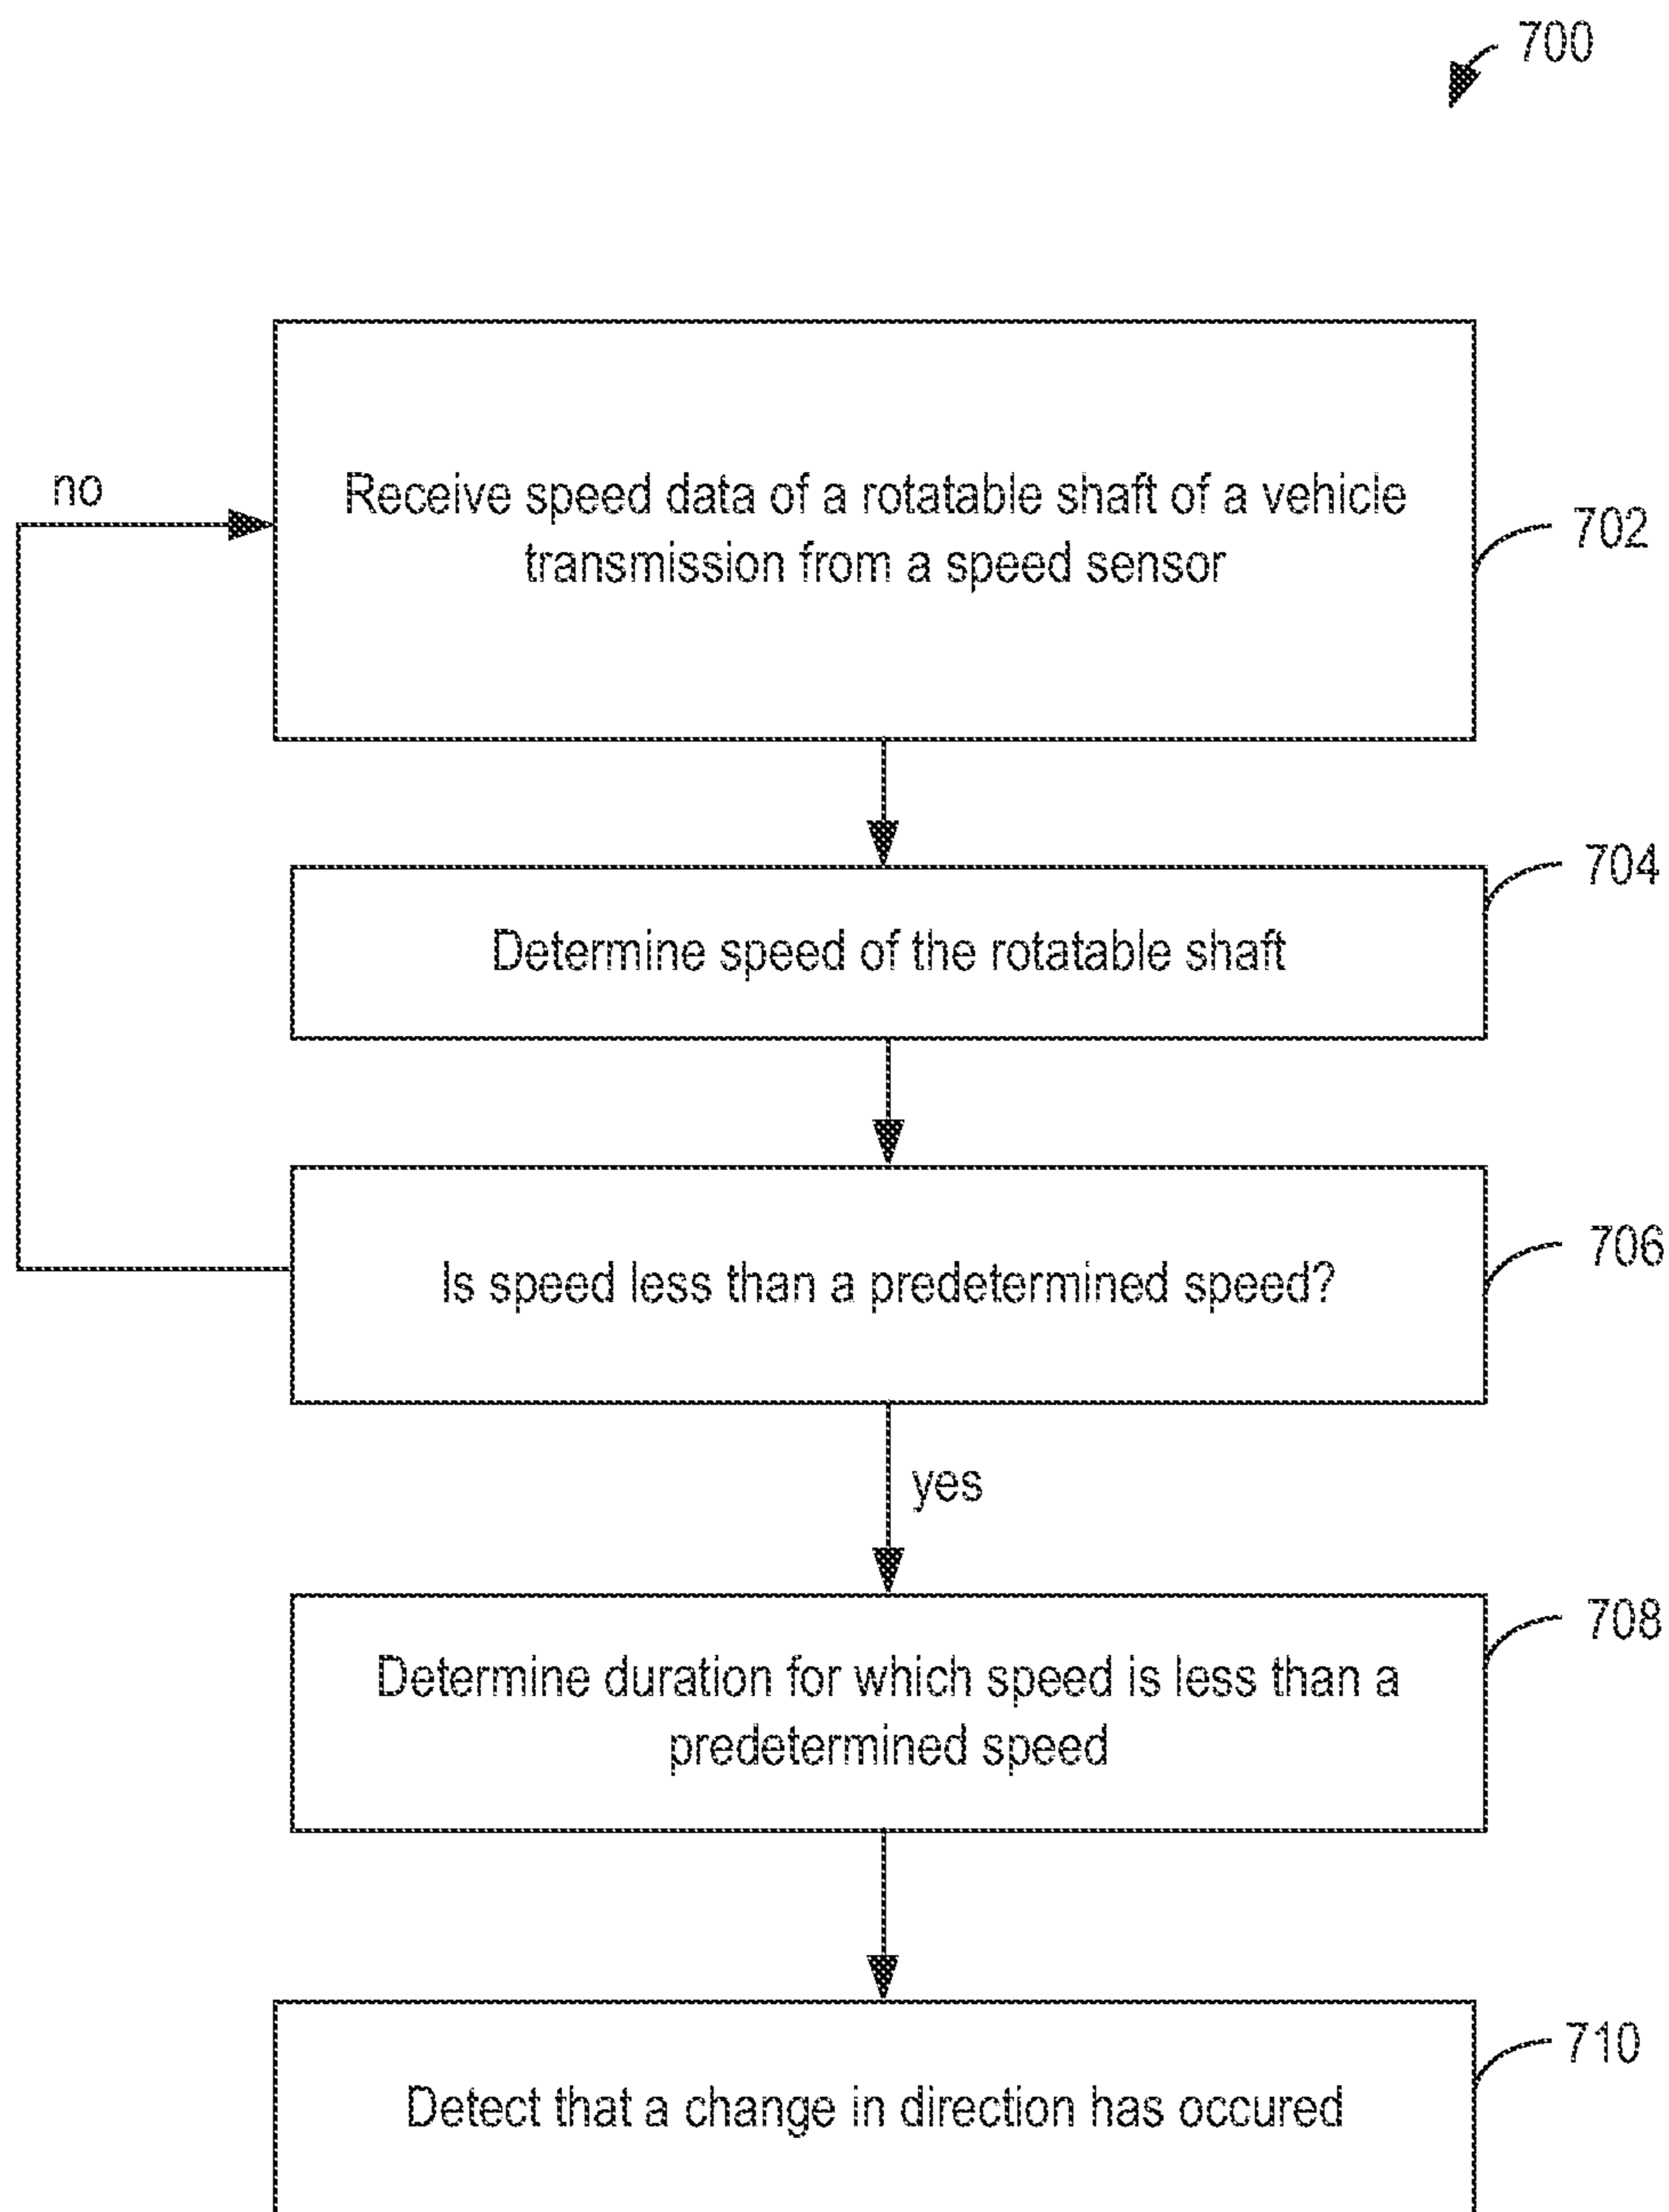 700
no
Receive speed data of a rotatable shaft of a vehicle
transmission from a speed sensor
702
704
Determine speed of the rotatable shaft
706
Is speed less than a predetermined speed?
yes
708
Determine duration for which speed is less than a
predetermined speed
710
Detect that a change in direction has occured